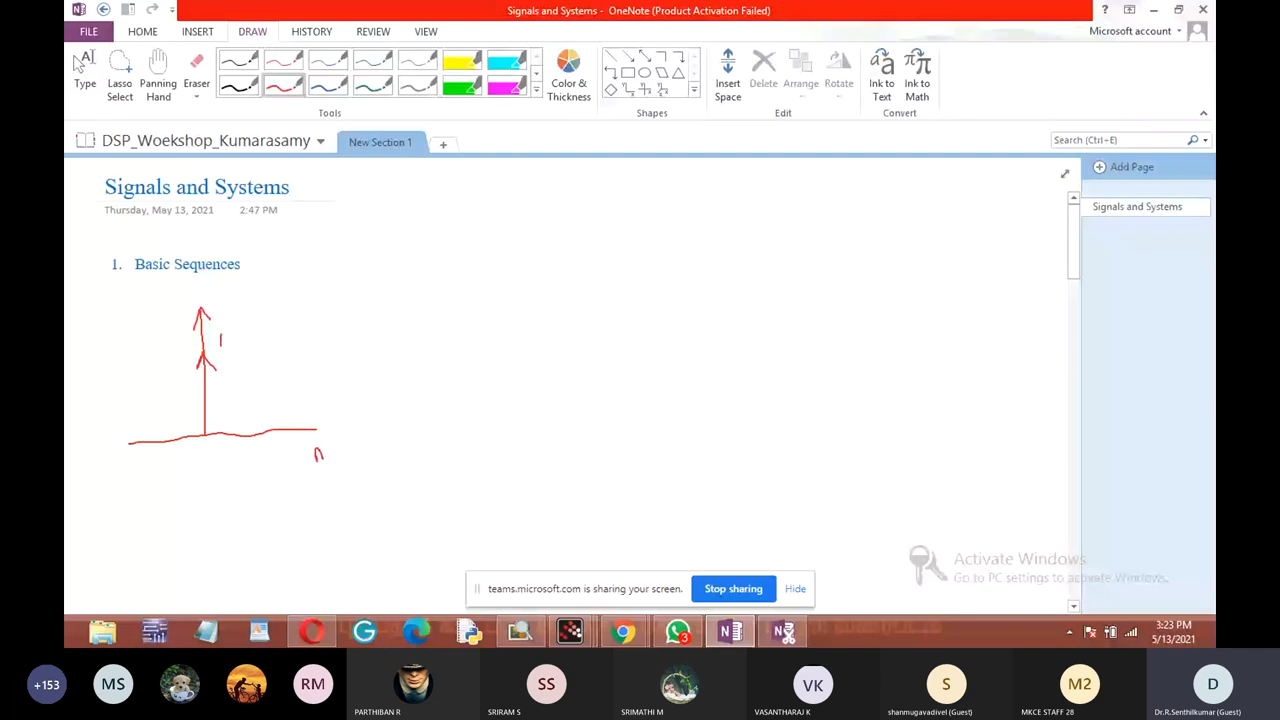 Signals and Systems - OneNote (Product Activation Failed)
FILE HOME INSERT DRAW HISTORY REVIEW VIEW
Microsoft account
Type Lasso Select Panning Hand Eraser
Color & Thickness
Insert Space Delete Arrange Rotate
Ink to Text Ink to Math
Tools Shapes Edit Convert
DSP_Woekshop_Kumarasamy New Section 1
Search (Ctrl+E)
Add Page
Signals and Systems
Signals and Systems
Thursday, May 13, 2021 2:47 PM
1. Basic Sequences
1
n
Activate Windows
Go to PC settings to activate Windows.
teams.microsoft.com is sharing your screen. Stop sharing Hide
3
3:23 PM
5/13/2021
+153 MS RM SS VK S M2 D
PARTHIBAN R SRIRAM S SRIMATHI M VASANTHARAJ K shanmugavadivel (Guest) MKCE STAFF 28 Dr.R.Senthilkumar (Guest)